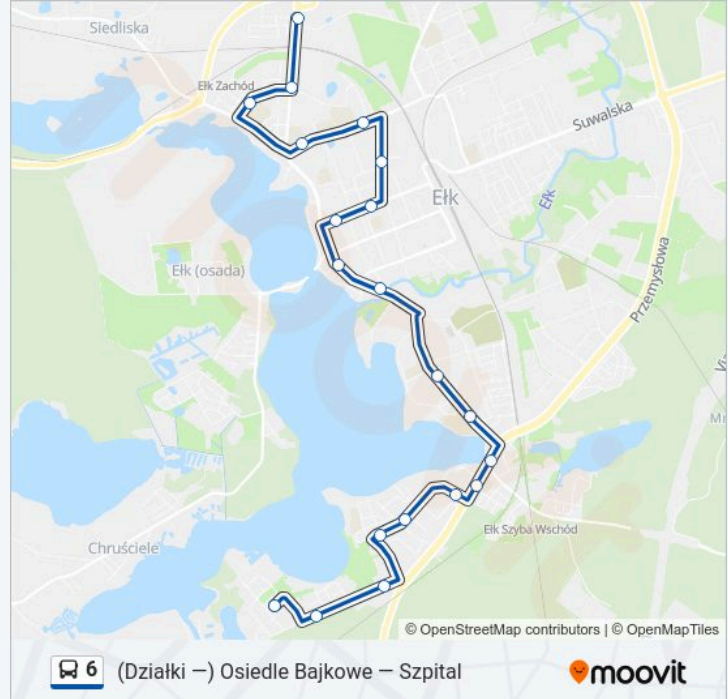 Siedliska
Ełk Zachód
Suwalska
Ełk
Ełk
Ełk (osada)
Przemysłowa
Chruściele
Ełk Szyba Wschód
© OpenStreetMap contributors | © OpenMapTiles
6 (Działki —) Osiedle Bajkowe — Szpital
moovit